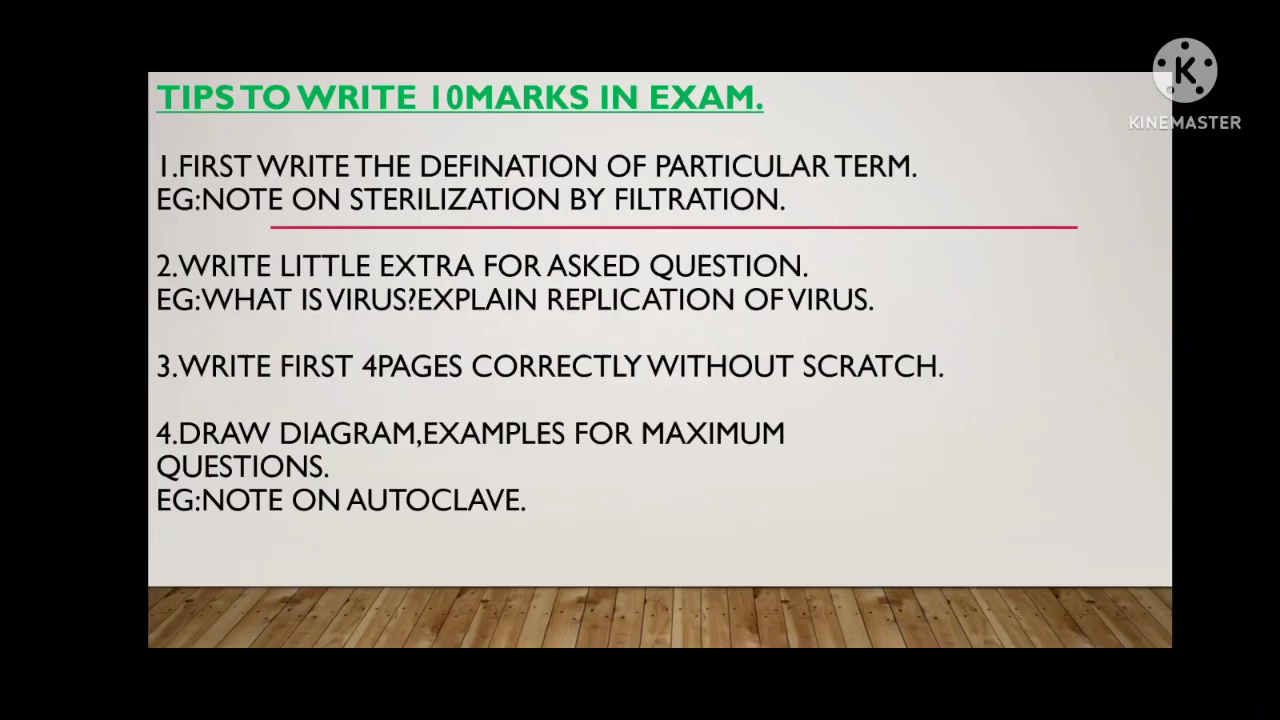 TIPS TO WRITE 10MARKS IN EXAM.
1.FIRST WRITE THE DEFINATION OF PARTICULAR TERM.
EG:NOTE ON STERILIZATION BY FILTRATION.
2.WRITE LITTLE EXTRA FOR ASKED QUESTION.
EG:WHAT IS VIRUS?EXPLAIN REPLICATION OF VIRUS.
3.WRITE FIRST 4PAGES CORRECTLY WITHOUT SCRATCH.
4.DRAW DIAGRAM,EXAMPLES FOR MAXIMUM
QUESTIONS.
EG:NOTE ON AUTOCLAVE.
K
KINEMASTER